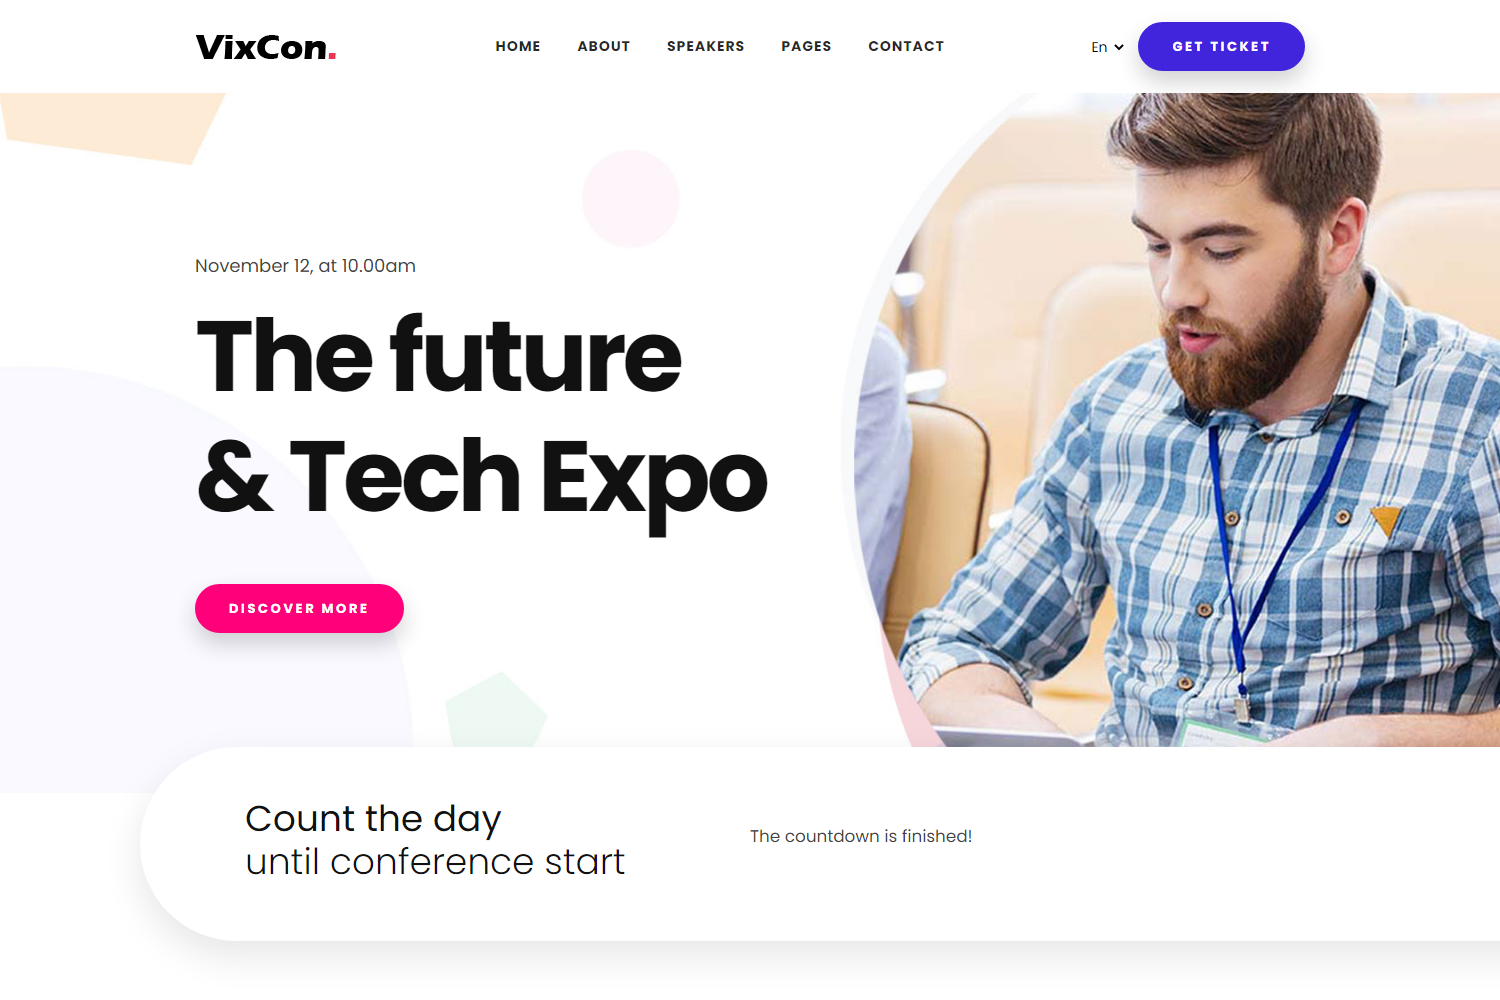 VixCon.
HOME ABOUT SPEAKERS PAGES CONTACT
En
GET TICKET
November 12, at 10.00am
The future
& Tech Expo
DISCOVER MORE
Count the day
until conference start
The countdown is finished!